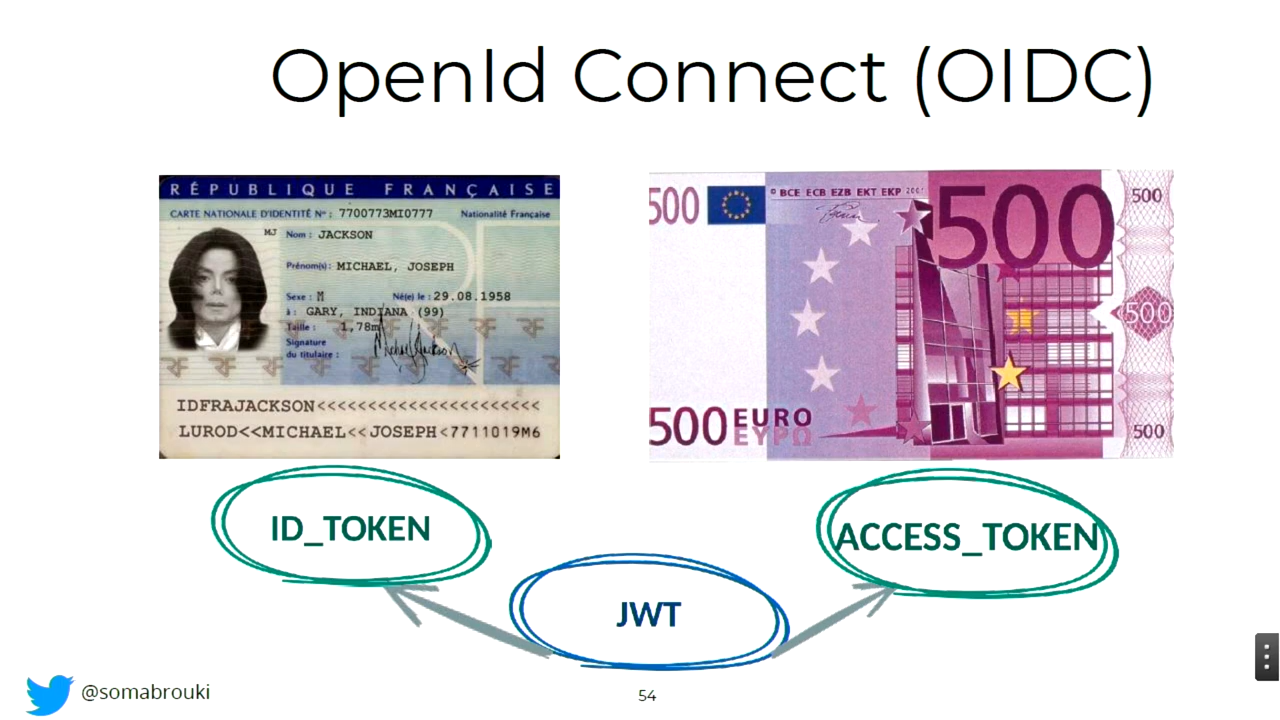 OpenId Connect (OIDC)
RÉPUBLIQUE FRANÇAISE
CARTE NATIONALE D'IDENTITÉ N° : 7700773MI0777 Nationalité Française
MJ
Nom : JACKSON
Prénom(s) : MICHAEL, JOSEPH
Sexe : M Né(e) le : 29.08.1958
à : GARY, INDIANA (99)
Taille : 1,78m
Signature
du titulaire :
IDFRAJACKSON<<<<<<<<<<<<<<<<<<<<<<
LUROD<<MICHAEL<<JOSEPH<7711019M6
500
© BCE ECB EZB EKT EKP
500
500
500
500 EURO
ΕΥΡΩ
500
ID_TOKEN
ACCESS_TOKEN
JWT
@somabrouki
54